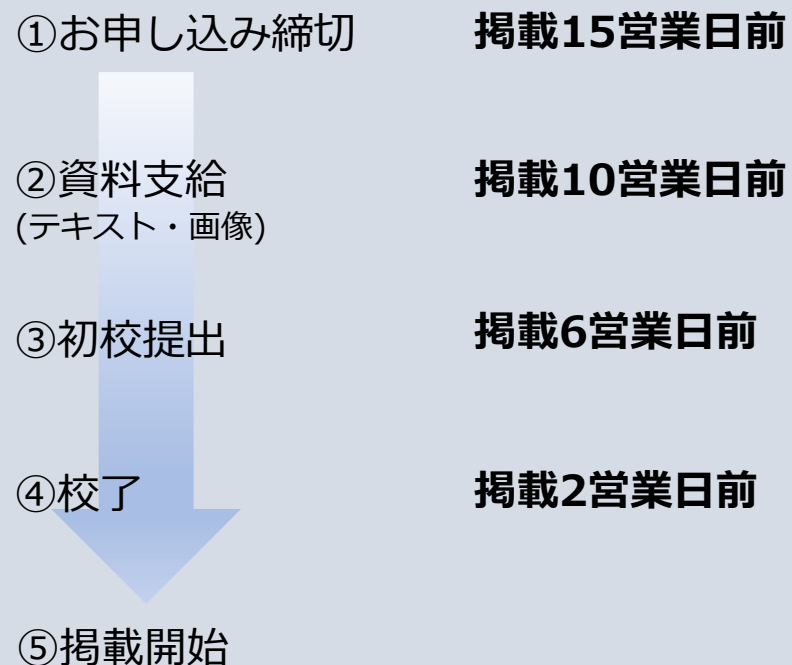 ①お申し込み締切 掲載15営業日前
②資料支給 掲載10営業日前
(テキスト・画像)
③初校提出 掲載6営業日前
④校了 掲載2営業日前
⑤掲載開始